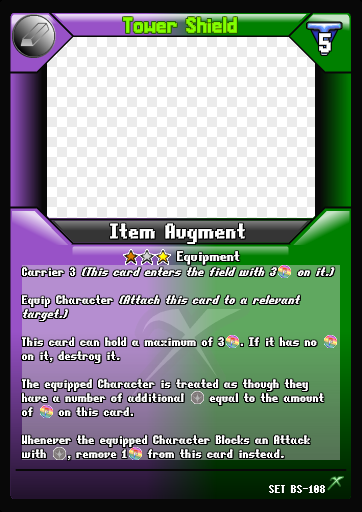 Tower Shield
5
Item Augment
Equipment
Carrier 3 (This card enters the field with 3 on it.)
Equip Character (Attach this card to a relevant
target.)
This card can hold a maximum of 3. If it has no
on it, destroy it.
The equipped Character is treated as though they
have a number of additional equal to the amount
of on this card.
Whenever the equipped Character Blocks an Attack
with , remove 1 from this card instead.
SET BS-108